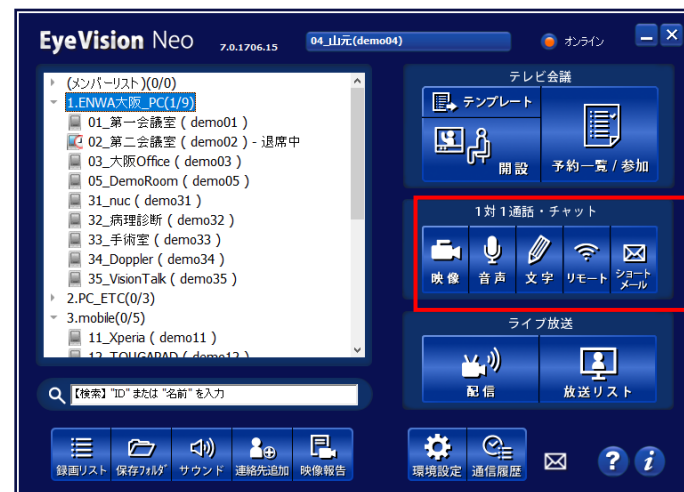 EyeVision Neo 7.0.1706.15 04_山元(demo04) オンライン
(メンバーリスト)(0/0)
1.ENWA大阪_PC(1/9)
01_第一会議室 ( demo01 )
02_第二会議室 ( demo02 ) - 退席中
03_大阪Office ( demo03 )
05_DemoRoom ( demo05 )
31_nuc ( demo31 )
32_病理診断 ( demo32 )
33_手術室 ( demo33 )
34_Doppler ( demo34 )
35_VisionTalk ( demo35 )
2.PC_ETC(0/3)
3.mobile(0/5)
11_Xperia ( demo11 )
12_TOUGAPAD ( demo12 )
【検索】"ID" または "名前" を入力
テレビ会議
テンプレート
開設
予約一覧 / 参加
1対1通話・チャット
映像 音声 文字 リモート ショートメール
ライブ放送
配信 放送リスト
録画リスト 保存フォルダ サウンド 連絡先追加 映像報告
環境設定 通信履歴